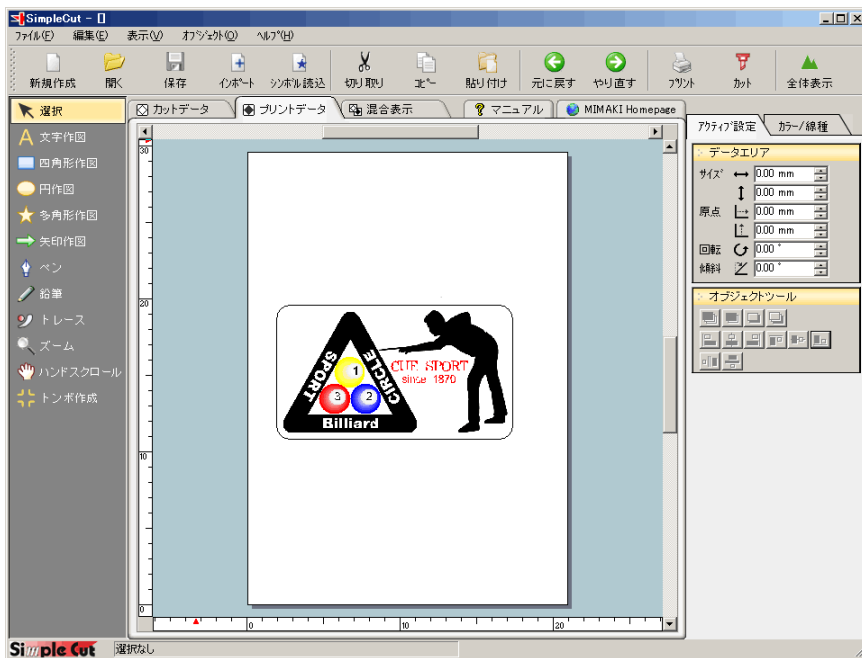 SimpleCut - []
ファイル(F) 編集(E) 表示(V) オブジェクト(O) ヘルプ(H)
新規作成 開く 保存 インポート シンボル読込 切り取り コピー 貼り付け 元に戻す やり直す プリント カット 全体表示
選択
文字作図
四角形作図
円作図
多角形作図
矢印作図
ペン
鉛筆
トレース
ズーム
ハンドスクロール
トンボ作成
カットデータ プリントデータ 混合表示 マニュアル MIMAKI Homepage
30
20
10
0
0 10 20
SPORT
CIRCLE
Billiard
1
3 2
CUE SPORT
since 1870
アクティブ設定 カラー/線種
データエリア
サイズ 0.00 mm
0.00 mm
原点 0.00 mm
0.00 mm
回転 0.00 °
傾斜 0.00 °
オブジェクトツール
Simple Cut 選択なし